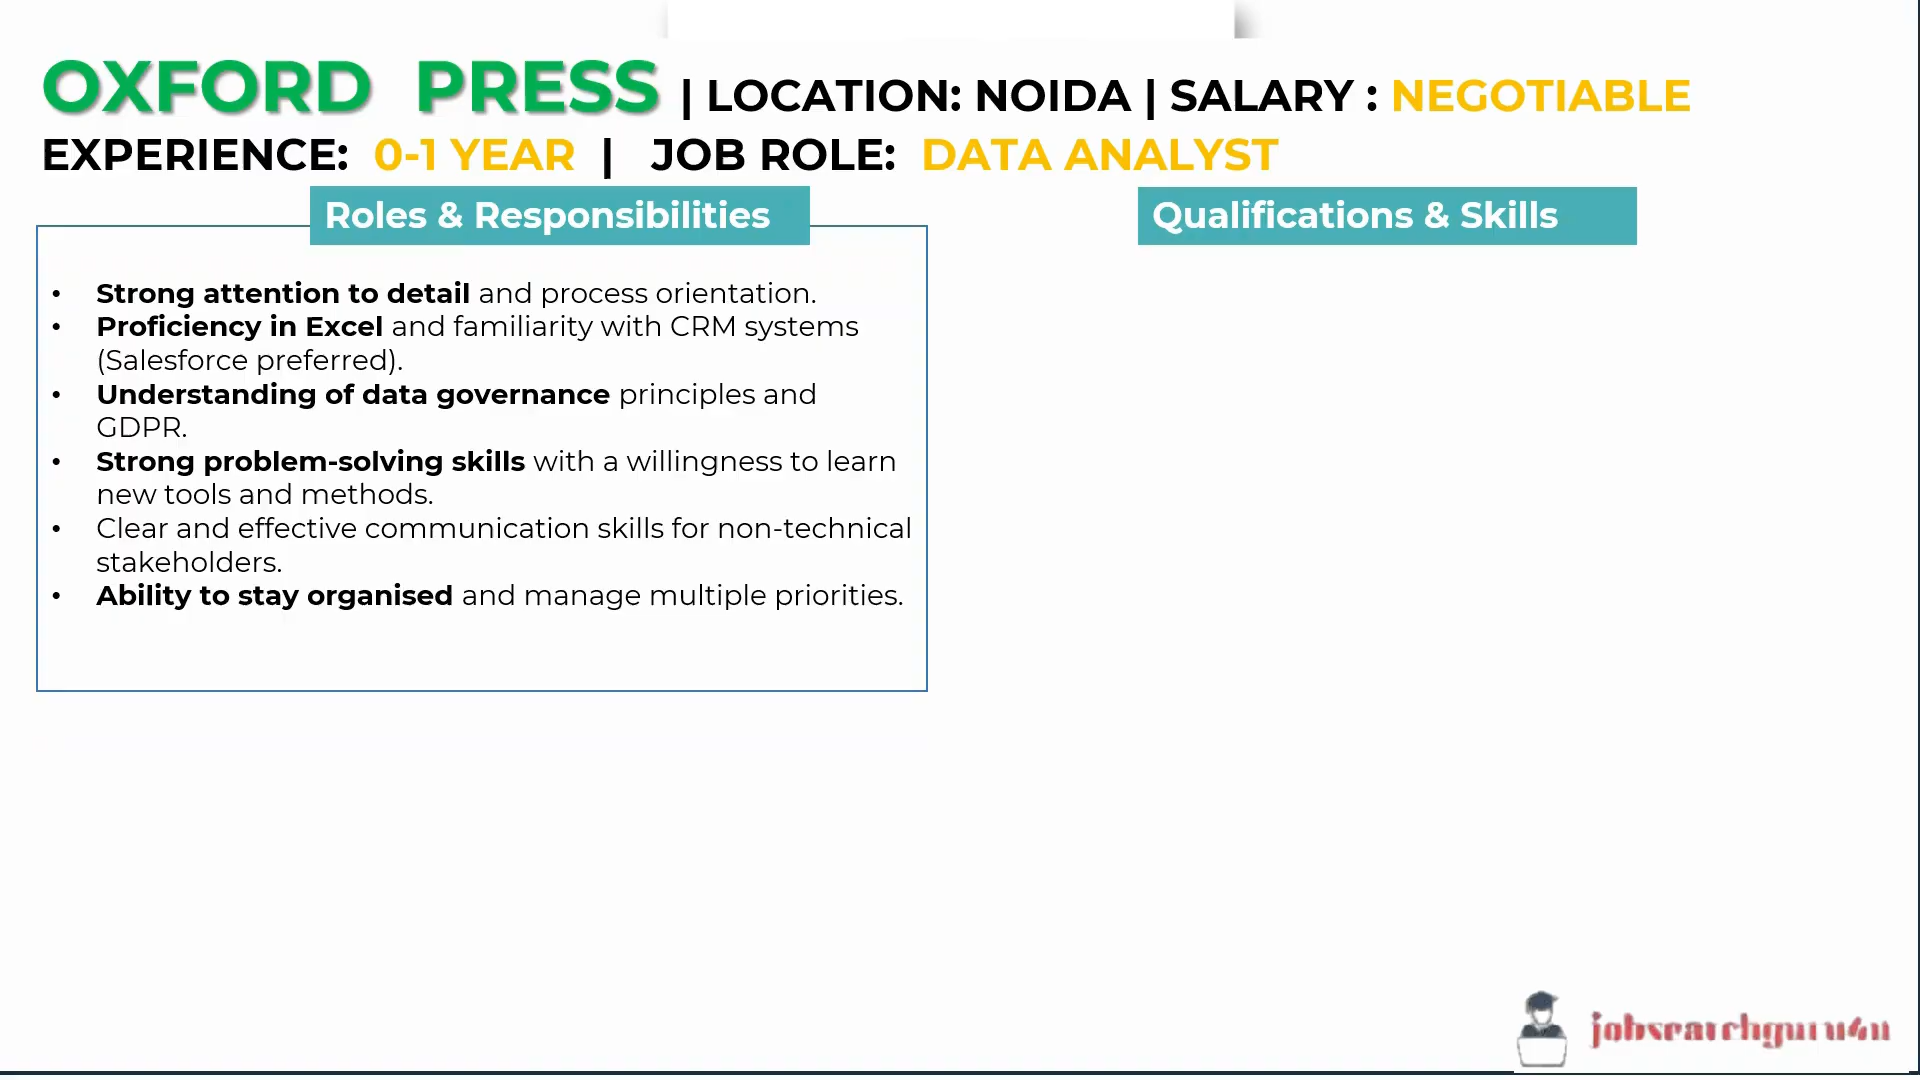 OXFORD PRESS | LOCATION: NOIDA | SALARY : NEGOTIABLE
EXPERIENCE: 0-1 YEAR | JOB ROLE: DATA ANALYST
Roles & Responsibilities
• Strong attention to detail and process orientation.
• Proficiency in Excel and familiarity with CRM systems
(Salesforce preferred).
• Understanding of data governance principles and
GDPR.
• Strong problem-solving skills with a willingness to learn
new tools and methods.
• Clear and effective communication skills for non-technical
stakeholders.
• Ability to stay organised and manage multiple priorities.
Qualifications & Skills
jobsearchguru4u